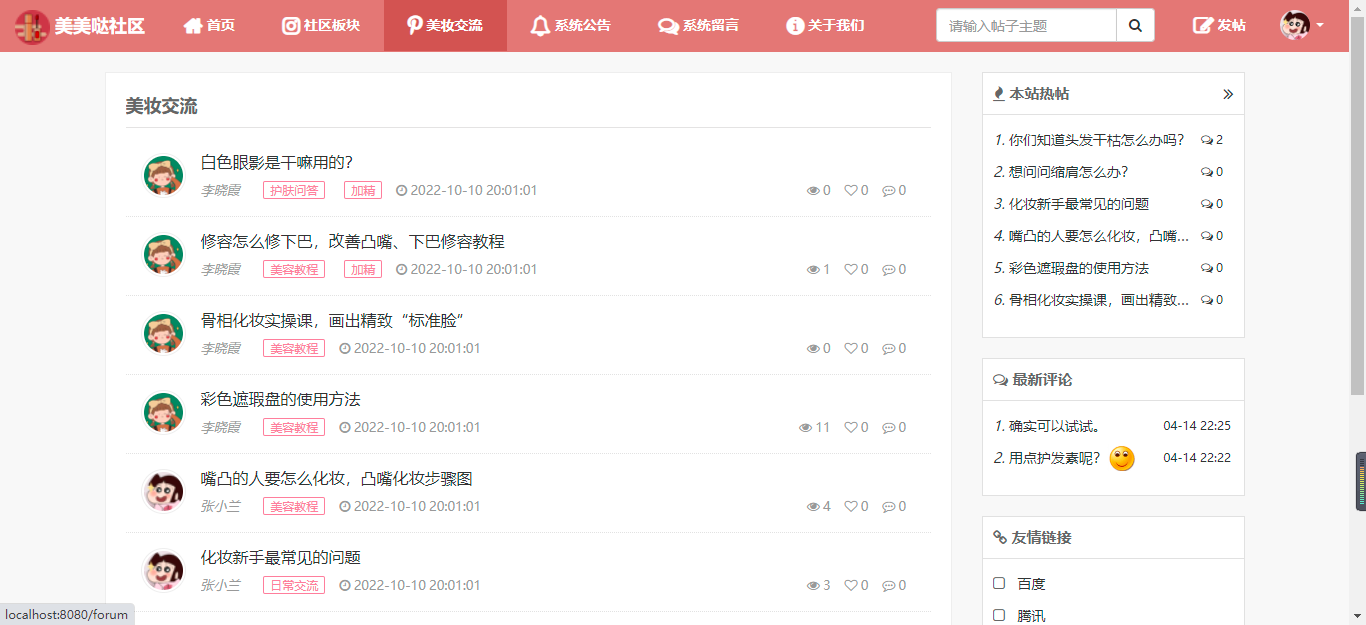 美美哒社区 首页 社区板块 美妆交流 系统公告 系统留言 关于我们 请输入帖子主题 发帖
美妆交流
白色眼影是干嘛用的?
李晓霞 护肤问答 加精 2022-10-10 20:01:01 0 0 0
修容怎么修下巴，改善凸嘴、下巴修容教程
李晓霞 美容教程 加精 2022-10-10 20:01:01 1 0 0
骨相化妆实操课，画出精致“标准脸”
李晓霞 美容教程 2022-10-10 20:01:01 0 0 0
彩色遮瑕盘的使用方法
李晓霞 美容教程 2022-10-10 20:01:01 11 0 0
嘴凸的人要怎么化妆，凸嘴化妆步骤图
张小兰 美容教程 2022-10-10 20:01:01 4 0 0
化妆新手最常见的问题
张小兰 日常交流 2022-10-10 20:01:01 3 0 0
本站热帖
1. 你们知道头发干枯怎么办吗? 2
2. 想问问缩肩怎么办? 0
3. 化妆新手最常见的问题 0
4. 嘴凸的人要怎么化妆，凸嘴... 0
5. 彩色遮瑕盘的使用方法 0
6. 骨相化妆实操课，画出精致... 0
最新评论
1. 确实可以试试。 04-14 22:25
2. 用点护发素呢? 04-14 22:22
友情链接
百度
腾讯
localhost:8080/forum